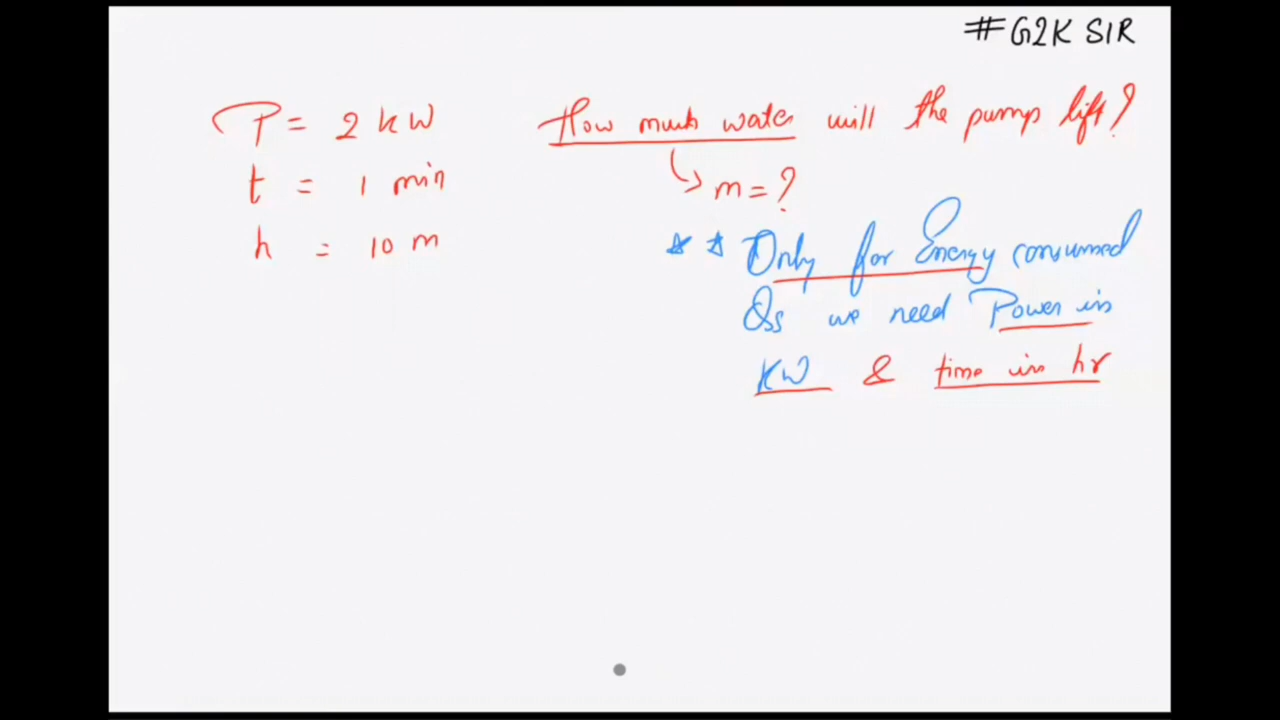 #G2K SIR
P = 2 kW
How much water will the pump lift?
t = 1 min
m = ?
h = 10 m
** Only for Energy consumed
Qs we need Power in
KW & time in hr